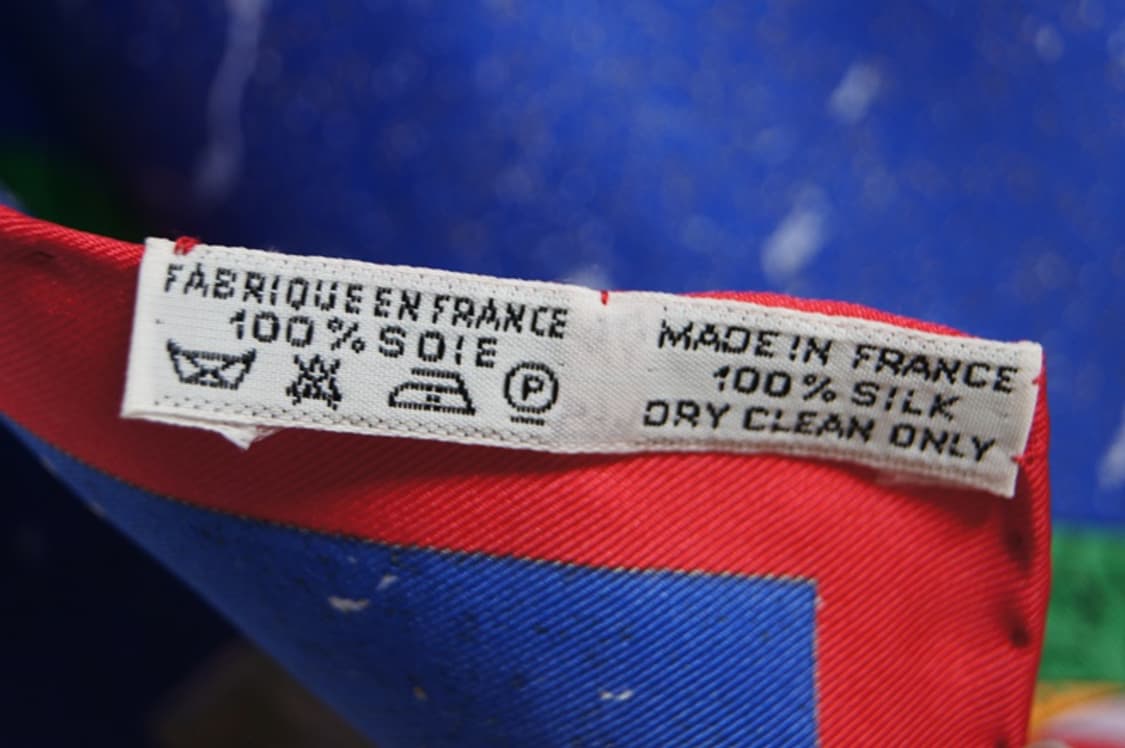 FABRIQUE EN FRANCE
100% SOIE
P
MADE IN FRANCE
100% SILK
DRY CLEAN ONLY